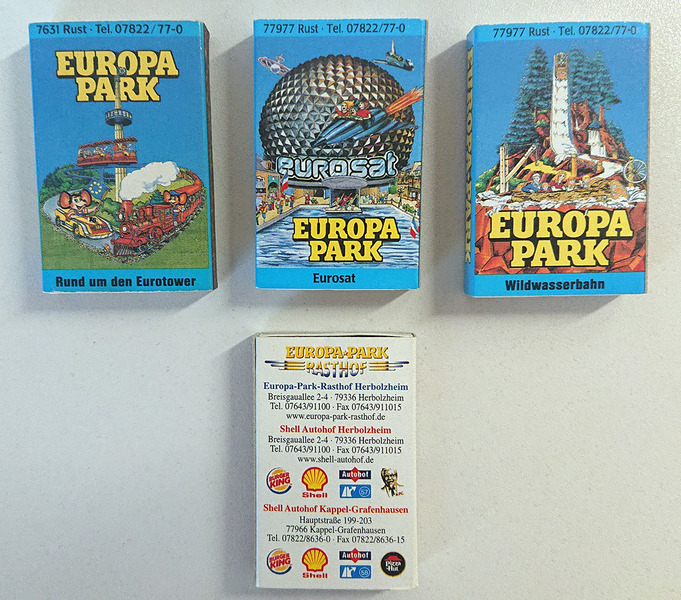 7631 Rust · Tel. 07822/77-0
EUROPA
PARK
Rund um den Eurotower
77977 Rust · Tel. 07822/77-0
eurosat
EUROPA
PARK
Eurosat
77977 Rust · Tel. 07822/77-0
EUROPA PARK
EUROPA
PARK
Wildwasserbahn
EUROPA-PARK
RASTHOF
Europa-Park-Rasthof Herbolzheim
Breisgauallee 2-4 · 79336 Herbolzheim
Tel. 07643/91100 · Fax 07643/911015
www.europa-park-rasthof.de
Shell Autohof Herbolzheim
Breisgauallee 2-4 · 79336 Herbolzheim
Tel. 07643/91100 · Fax 07643/911015
www.shell-autohof.de
BURGER KING Shell Autohof 57 KFC
Shell Autohof Kappel-Grafenhausen
Hauptstraße 199-203
77966 Kappel-Grafenhausen
Tel. 07822/8636-0 · Fax 07822/8636-15
BURGER KING Shell Autohof 58 Pizza Hut